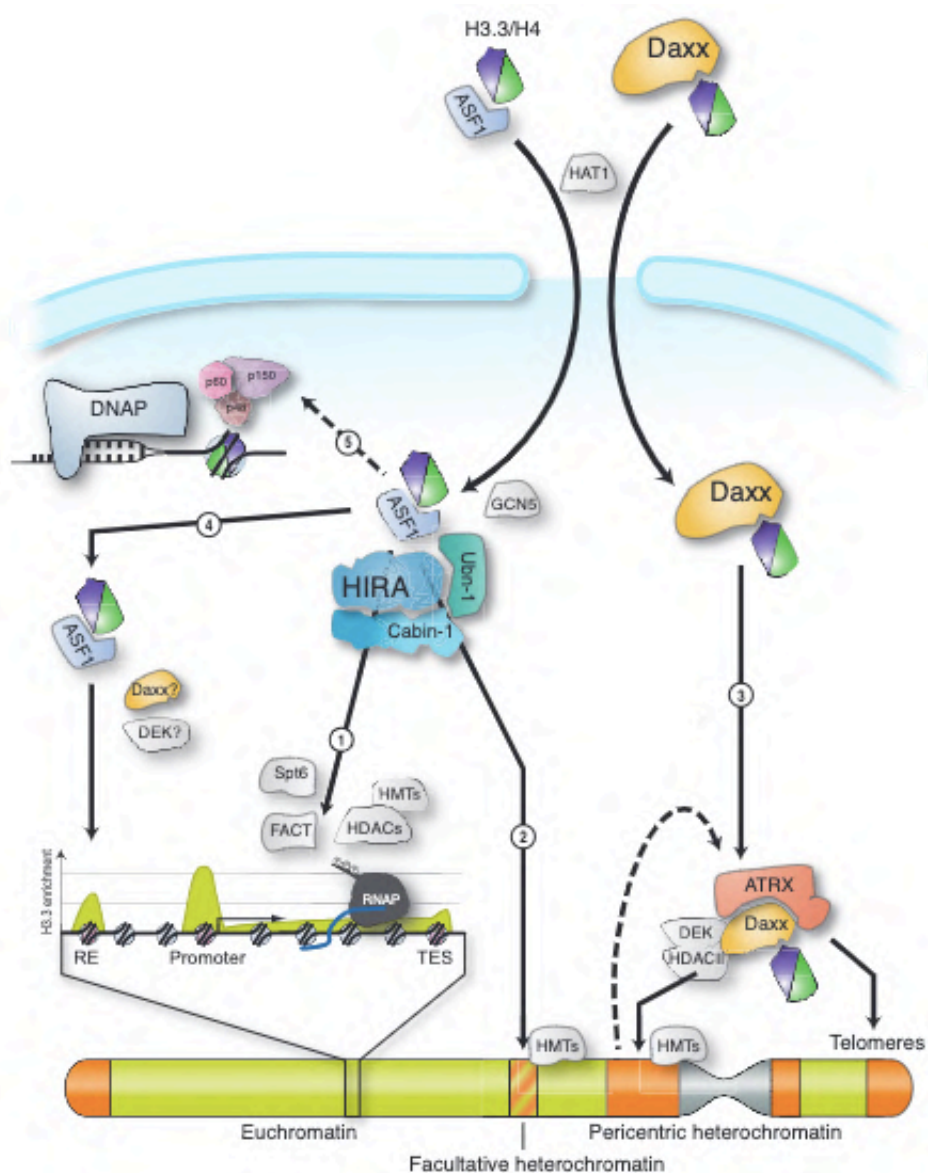 H3.3/H4
Daxx
ASF1
HAT1
p60
p150
p48
DNAP
5
ASF1
GCN5
Daxx
4
HIRA
Ubn-1
Cabin-1
ASF1
Daxx?
DEK?
1
3
Spt6
HMTs
FACT
HDACs
2
H3.3 enrichment
RNAP
ATRX
DEK
Daxx
HDACII
RE
Promoter
TES
HMTs
HMTs
Telomeres
Euchromatin
Pericentric heterochromatin
Facultative heterochromatin